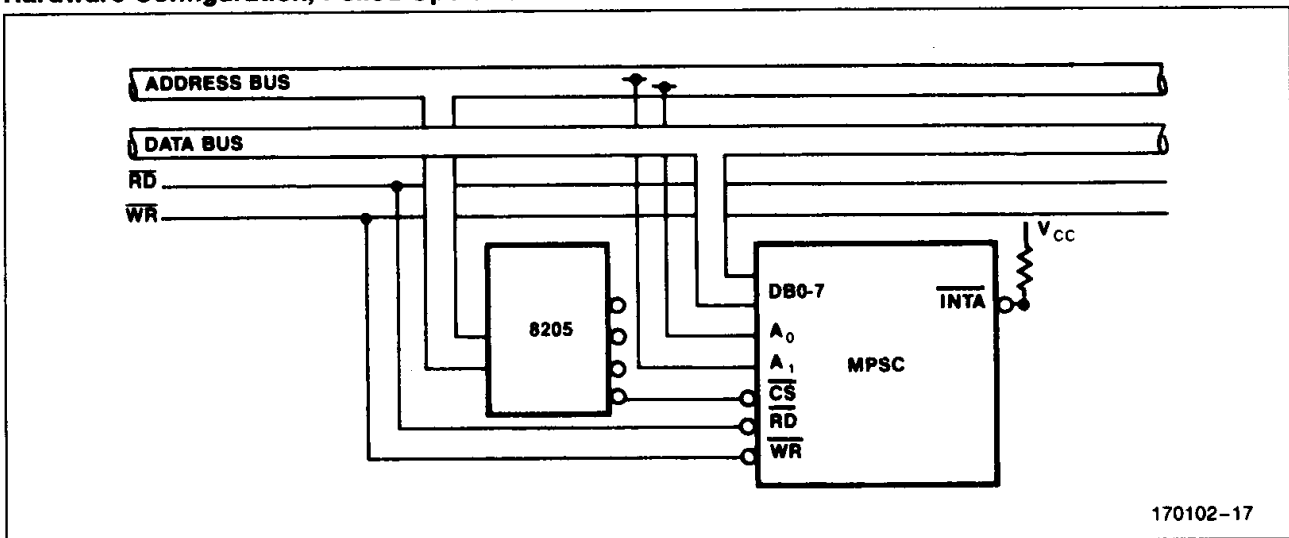 ADDRESS BUS
DATA BUS
RD
WR
VCC
DB0-7
INTA
8205
A0
A1
MPSC
CS
RD
WR
170102-17